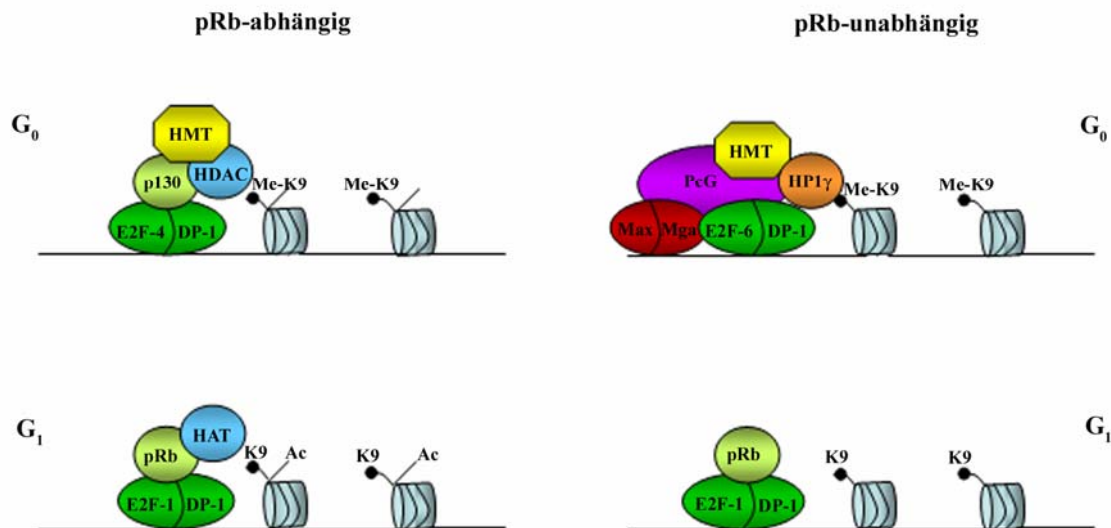 pRb-abhängig
pRb-unabhängig
G0
HMT
p130
HDAC
Me-K9
Me-K9
E2F-4
DP-1
G0
HMT
PcG
HP1γ
Me-K9
Me-K9
Max
Mga
E2F-6
DP-1
G1
HAT
pRb
K9
Ac
K9
Ac
E2F-1
DP-1
G1
pRb
K9
K9
E2F-1
DP-1